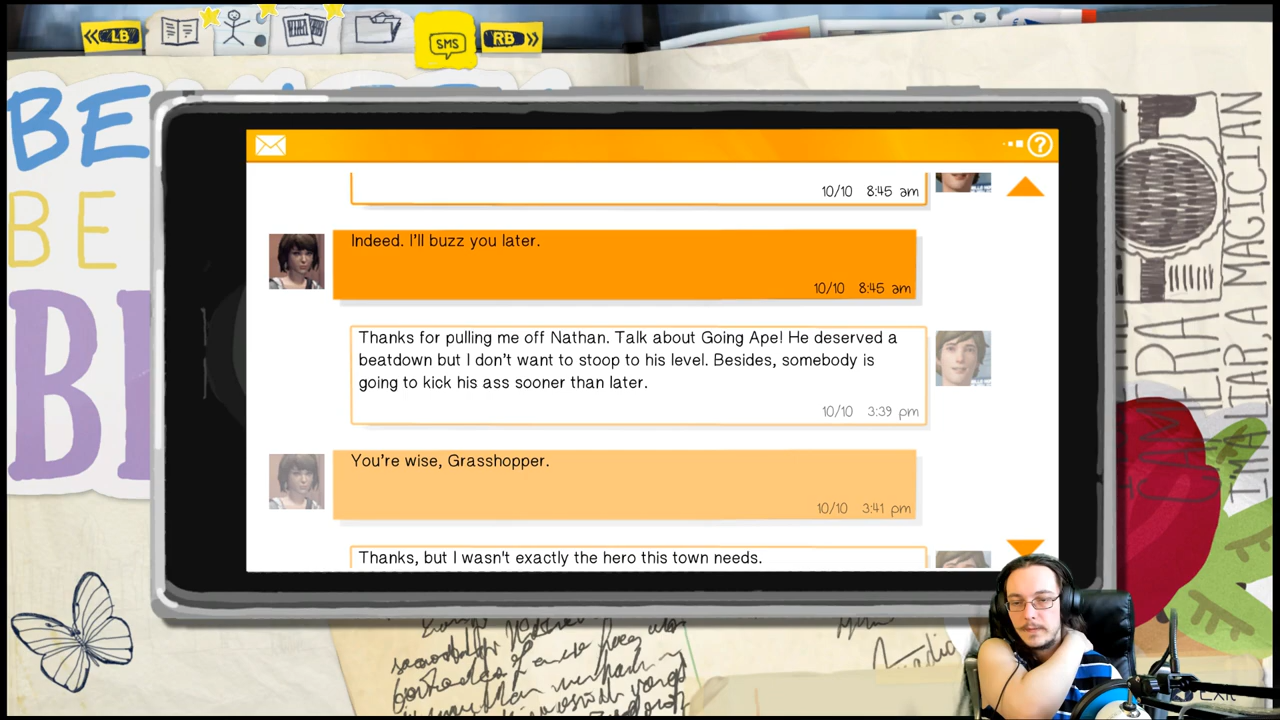 LB
SMS
RB
BE
BE
10/10 8:45 am
Indeed. I'll buzz you later.
10/10 8:45 am
Thanks for pulling me off Nathan. Talk about Going Ape! He deserved a
beatdown but I don't want to stoop to his level. Besides, somebody is
going to kick his ass sooner than later.
10/10 3:39 pm
You're wise, Grasshopper.
10/10 3:41 pm
Thanks, but I wasn't exactly the hero this town needs.
CAMERA
I'M A LIAR, A MAGICIAN
EXIT